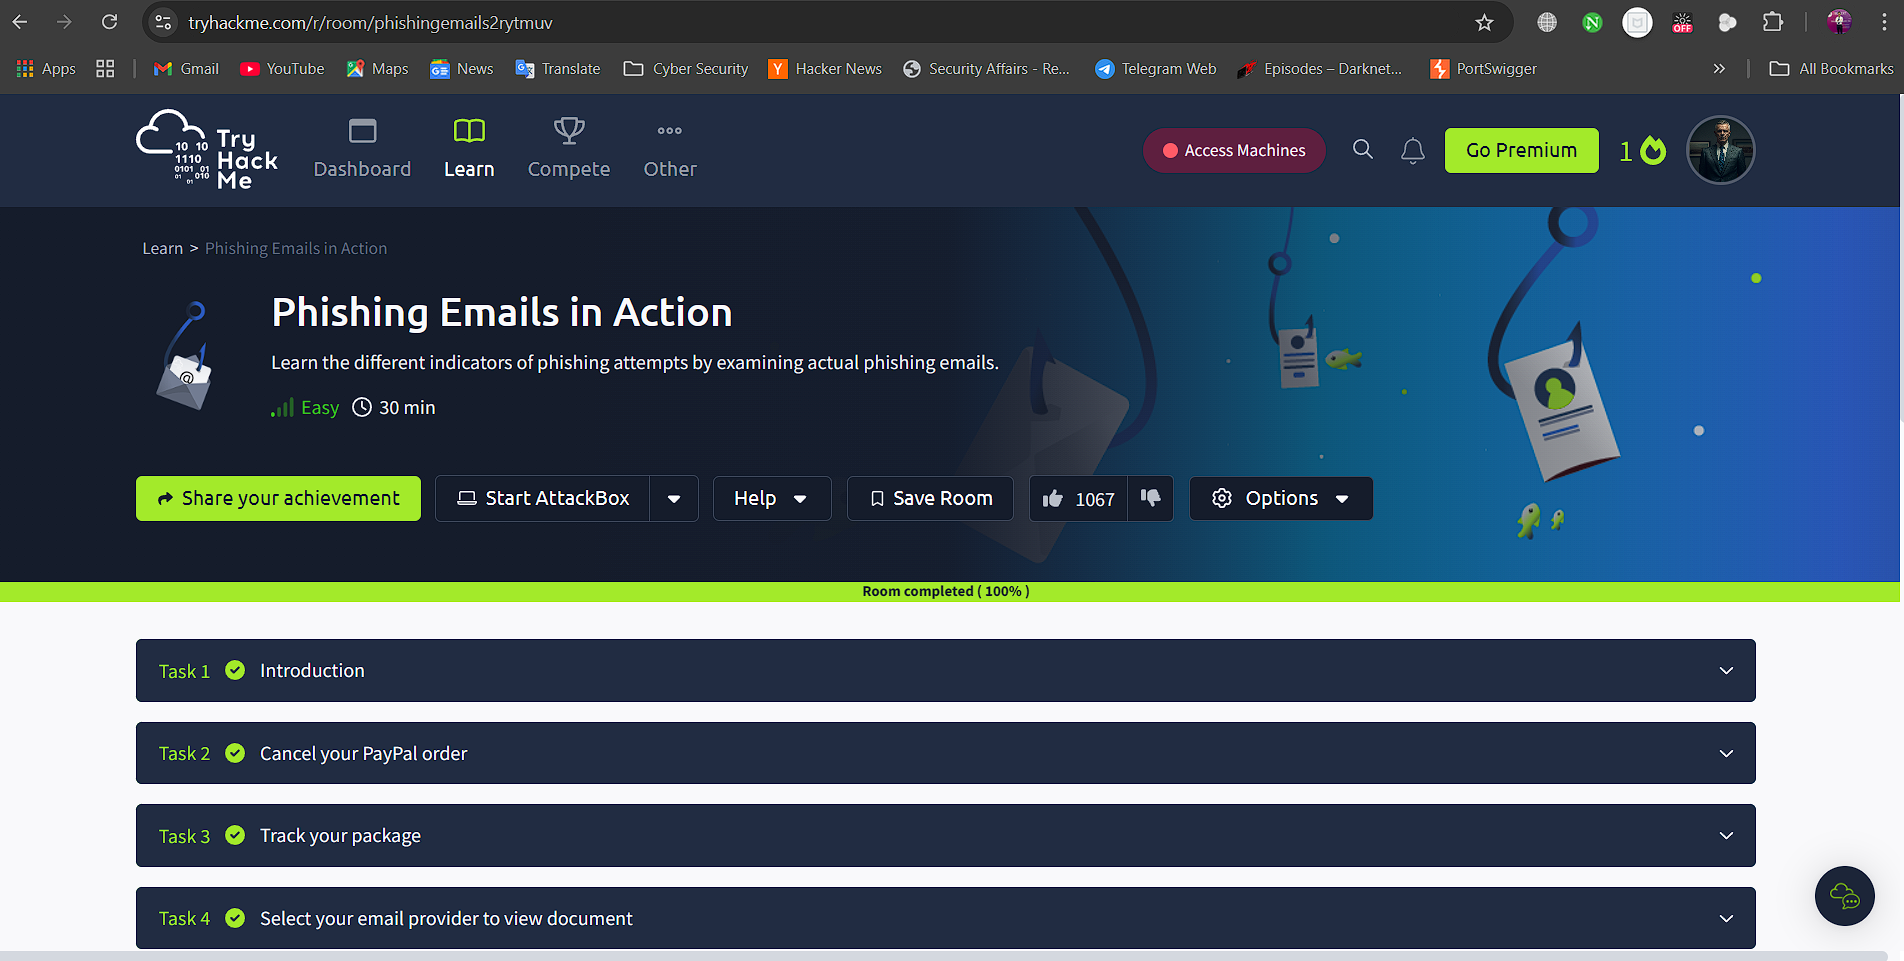 tryhackme.com/r/room/phishingemails2rytmuv
OFF
Apps Gmail YouTube Maps News Translate Cyber Security Hacker News Security Affairs - Re... Telegram Web Episodes – Darknet... PortSwigger » All Bookmarks
Try Hack Me
Dashboard Learn Compete Other
Access Machines Go Premium 1
Learn > Phishing Emails in Action
Phishing Emails in Action
Learn the different indicators of phishing attempts by examining actual phishing emails.
Easy 30 min
Share your achievement Start AttackBox Help Save Room 1067 Options
Room completed ( 100% )
Task 1 Introduction
Task 2 Cancel your PayPal order
Task 3 Track your package
Task 4 Select your email provider to view document